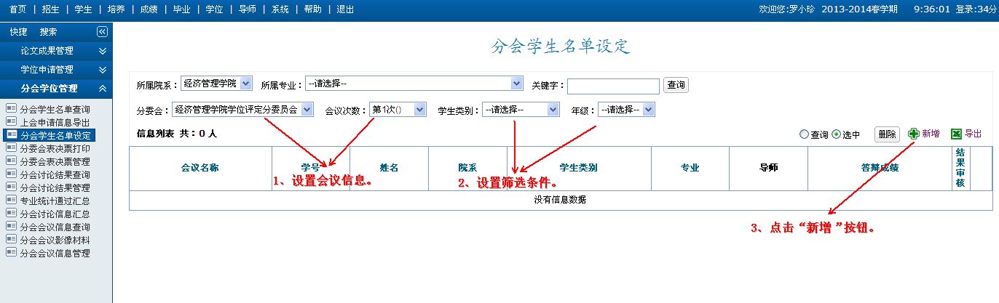 首页 | 招生 | 学生 | 培养 | 成绩 | 毕业 | 学位 | 导师 | 系统 | 帮助 | 退出
欢迎您:罗小珍 2013-2014春学期 9:36:01 登录:34分
快捷 搜索
论文成果管理
学位申请管理
分会学位管理
分会学生名单查询
上会申请信息导出
分会学生名单设定
分委会表决票打印
分委会表决票管理
分会讨论结果查询
分会讨论结果管理
专业统计通过汇总
分会讨论信息汇总
分会会议信息查询
分会会议影像材料
分会会议信息管理
分会学生名单设定
所属院系： 经济管理学院 所属专业： --请选择-- 关键字： 查询
分委会： 经济管理学院学位评定分委员会 会议次数： 第1次() 学生类别： --请选择-- 年级： --请选择--
信息列表 共：0 人 查询 选中 删除 新增 导出
会议名称 学号 姓名 院系 学生类别 专业 导师 答辩成绩 结果审核
1、设置会议信息。
2、设置筛选条件。
没有信息数据
3、点击“新增”按钮。